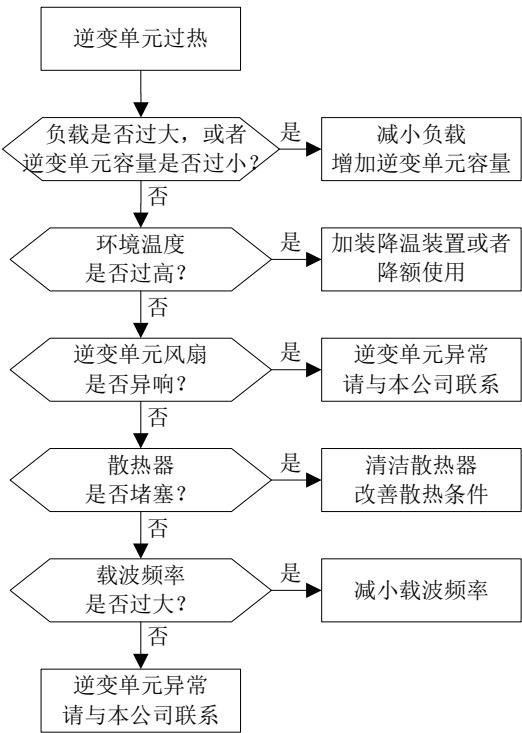 逆变单元过热
负载是否过大，或者
逆变单元容量是否过小？
是
减小负载
增加逆变单元容量
否
环境温度
是否过高？
是
加装降温装置或者
降额使用
否
逆变单元风扇
是否异响？
是
逆变单元异常
请与本公司联系
否
散热器
是否堵塞？
是
清洁散热器
改善散热条件
否
载波频率
是否过大？
是
减小载波频率
否
逆变单元异常
请与本公司联系